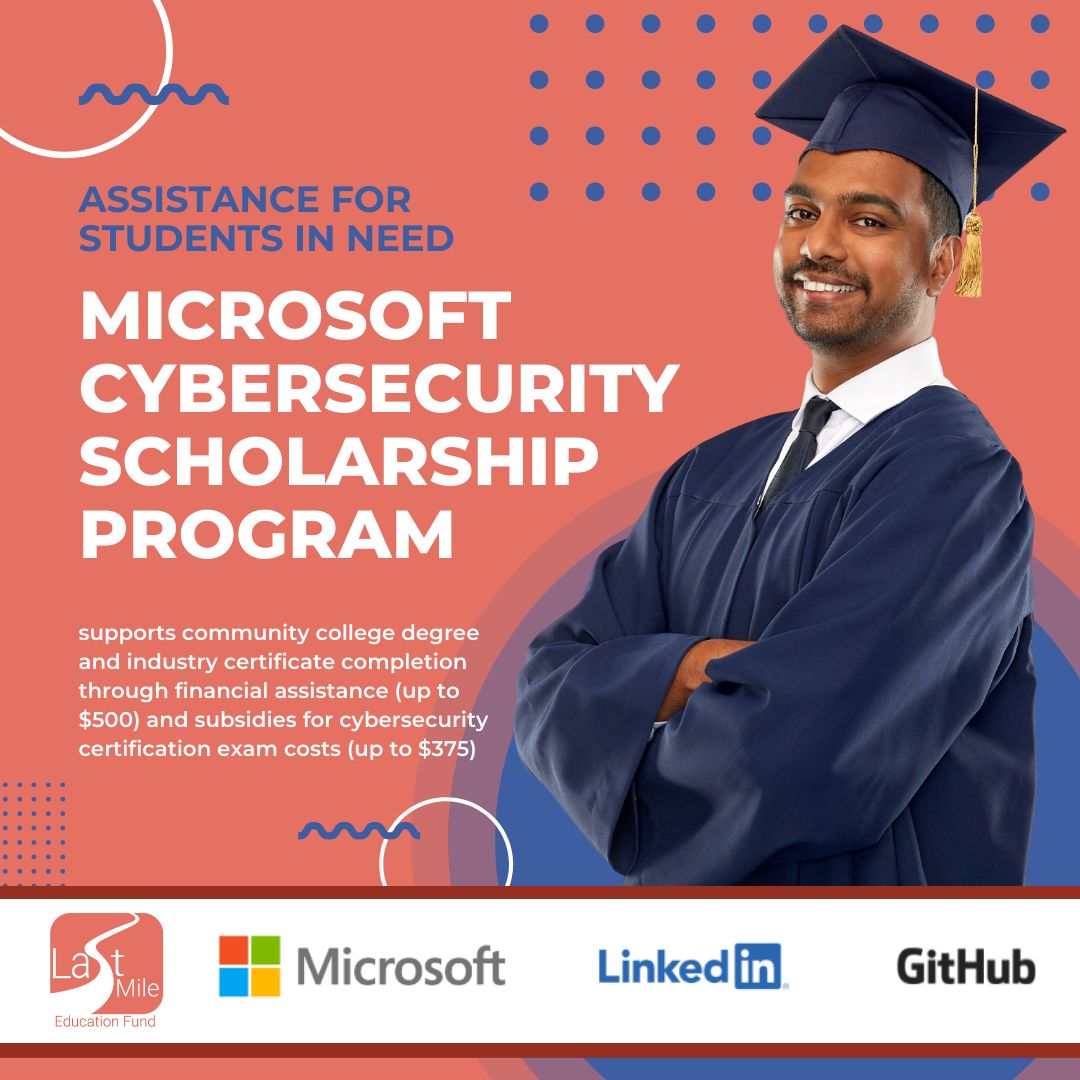 ASSISTANCE FOR
STUDENTS IN NEED
MICROSOFT
CYBERSECURITY
SCHOLARSHIP
PROGRAM
supports community college degree
and industry certificate completion
through financial assistance (up to
$500) and subsidies for cybersecurity
certification exam costs (up to $375)
Last
Mile
Education Fund
Microsoft
Linked in
GitHub